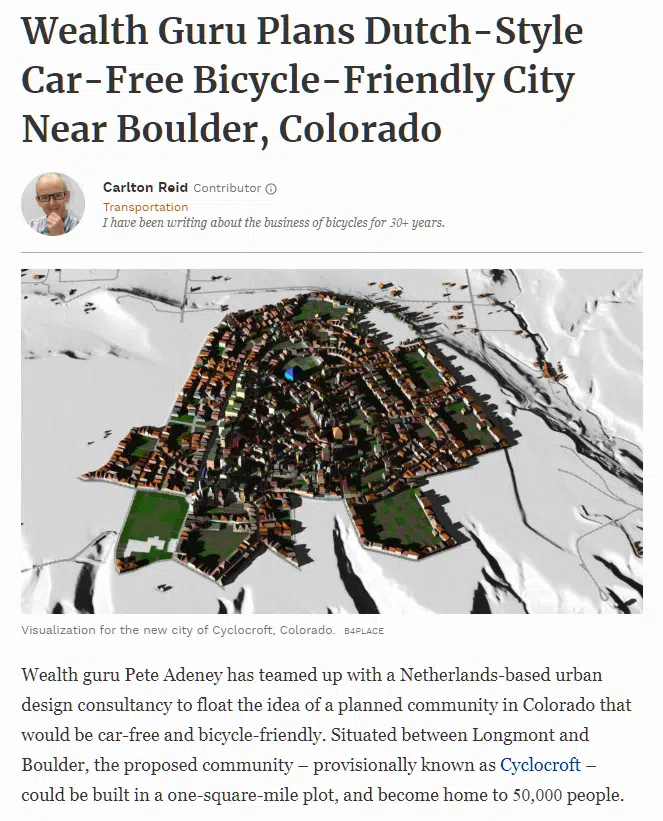 Wealth Guru Plans Dutch-Style
Car-Free Bicycle-Friendly City
Near Boulder, Colorado
Carlton Reid Contributor
Transportation
I have been writing about the business of bicycles for 30+ years.
Visualization for the new city of Cyclocroft, Colorado. B4PLACE
Wealth guru Pete Adeney has teamed up with a Netherlands-based urban
design consultancy to float the idea of a planned community in Colorado that
would be car-free and bicycle-friendly. Situated between Longmont and
Boulder, the proposed community – provisionally known as Cyclocroft –
could be built in a one-square-mile plot, and become home to 50,000 people.